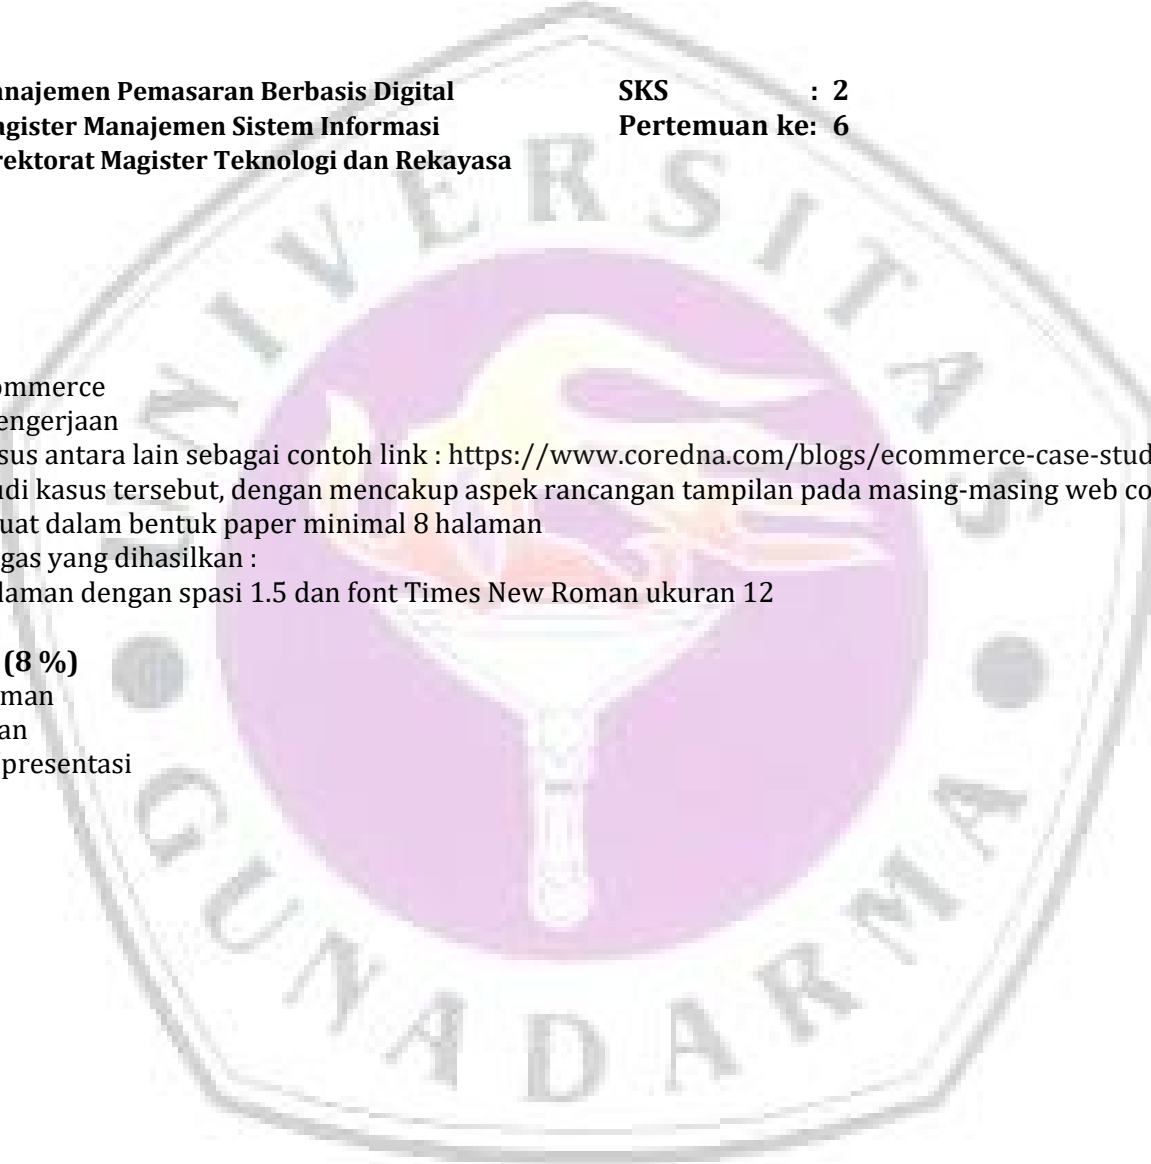 anajemen Pemasaran Berbasis Digital SKS : 2
agister Manajemen Sistem Informasi Pertemuan ke: 6
rektorat Magister Teknologi dan Rekayasa
UNIVERSITAS
ommerce
engerjaan
sus antara lain sebagai contoh link : https://www.coredna.com/blogs/ecommerce-case-stud
udi kasus tersebut, dengan mencakup aspek rancangan tampilan pada masing-masing web co
uat dalam bentuk paper minimal 8 halaman
gas yang dihasilkan :
laman dengan spasi 1.5 dan font Times New Roman ukuran 12
(8 %)
man
an
presentasi
GUNADARMA